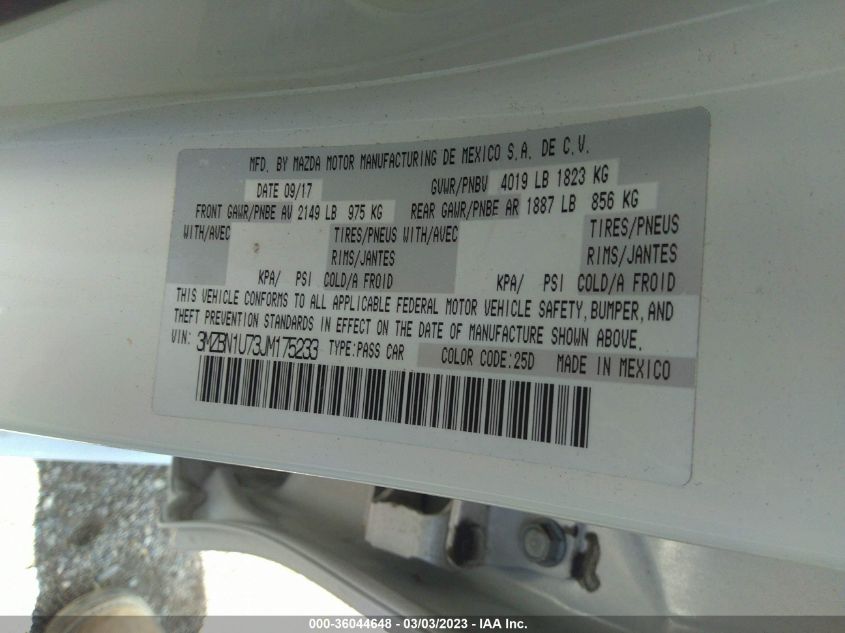 MFD. BY MAZDA MOTOR MANUFACTURING DE MEXICO S.A. DE C.V.
DATE 09/17 GVWR/PNBV 4019 LB 1823 KG
FRONT GAWR/PNBE AV 2149 LB 975 KG REAR GAWR/PNBE AR 1887 LB 856 KG
WITH/AVEC TIRES/PNEUS WITH/AVEC TIRES/PNEUS
RIMS/JANTES RIMS/JANTES
KPA/ PSI COLD/A FROID KPA/ PSI COLD/A FROID
THIS VEHICLE CONFORMS TO ALL APPLICABLE FEDERAL MOTOR VEHICLE SAFETY, BUMPER, AND
THEFT PREVENTION STANDARDS IN EFFECT ON THE DATE OF MANUFACTURE SHOWN ABOVE.
VIN: 3MZBN1U73JM175233 TYPE:PASS CAR COLOR CODE:25D MADE IN MEXICO
000-36044648 - 03/03/2023 - IAA Inc.